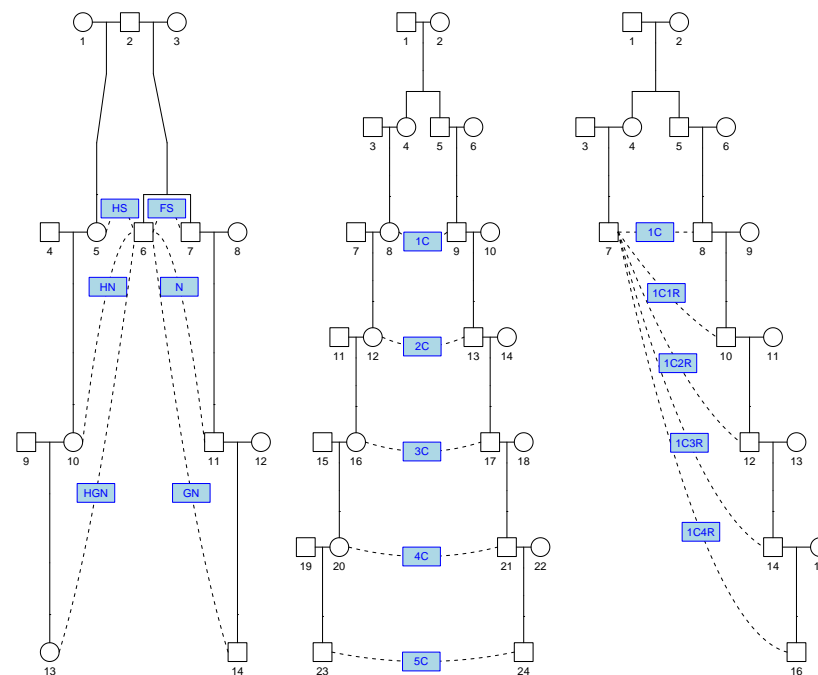 1 2 3
HS FS
4 5 6 7 8
HN N
9 10 11 12
HGN GN
13 14
1 2
3 4 5 6
7 8 1C 9 10
11 12 2C 13 14
15 16 3C 17 18
19 20 4C 21 22
23 5C 24
1 2
3 4 5 6
7 1C 8 9
1C1R
10 11
1C2R
12 13
1C3R
14
1C4R
16